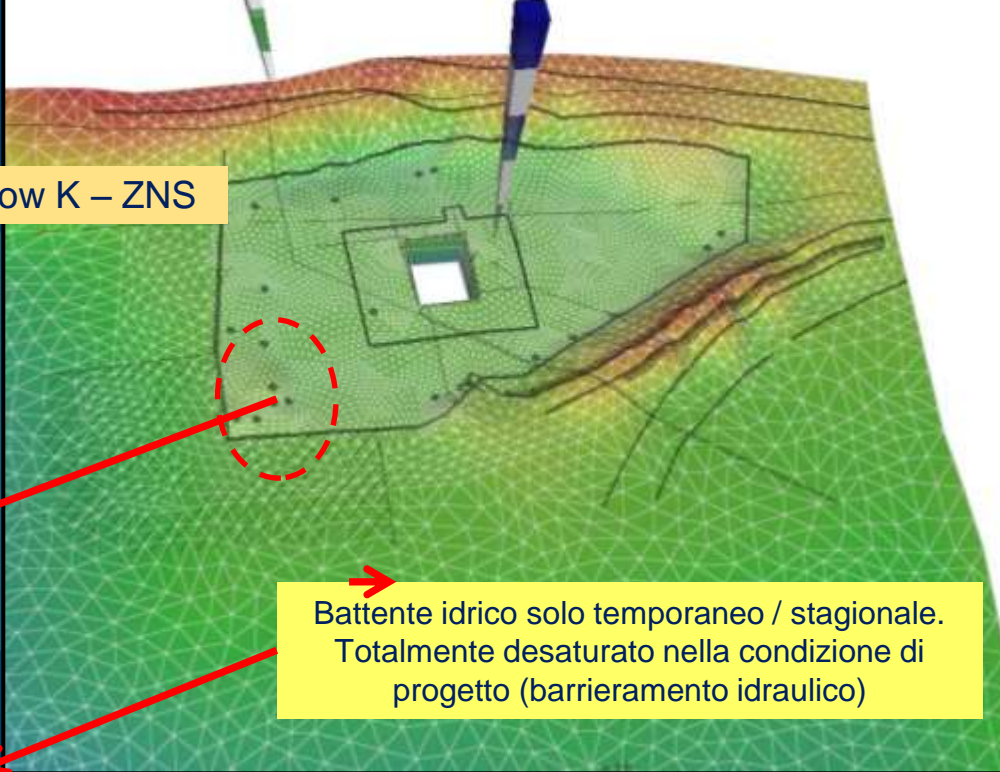 ow K – ZNS
Battente idrico solo temporaneo / stagionale.
Totalmente desaturato nella condizione di
progetto (barrieramento idraulico)